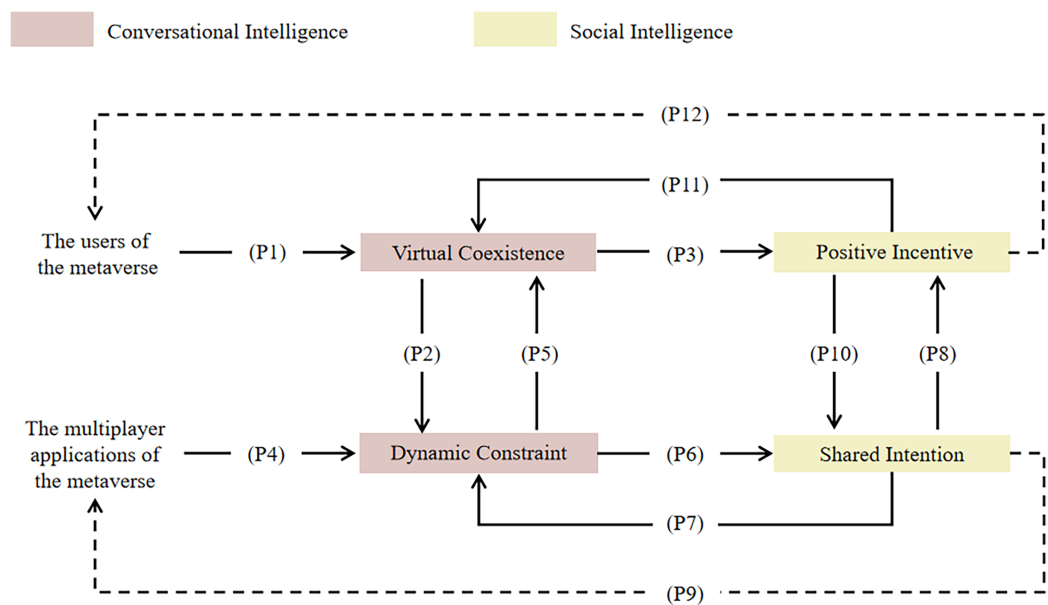 Conversational Intelligence
Social Intelligence
(P12)
(P11)
The users of
the metaverse
(P1)
Virtual Coexistence
(P3)
Positive Incentive
(P2)
(P5)
(P10)
(P8)
The multiplayer
applications of
the metaverse
(P4)
Dynamic Constraint
(P6)
Shared Intention
(P7)
(P9)